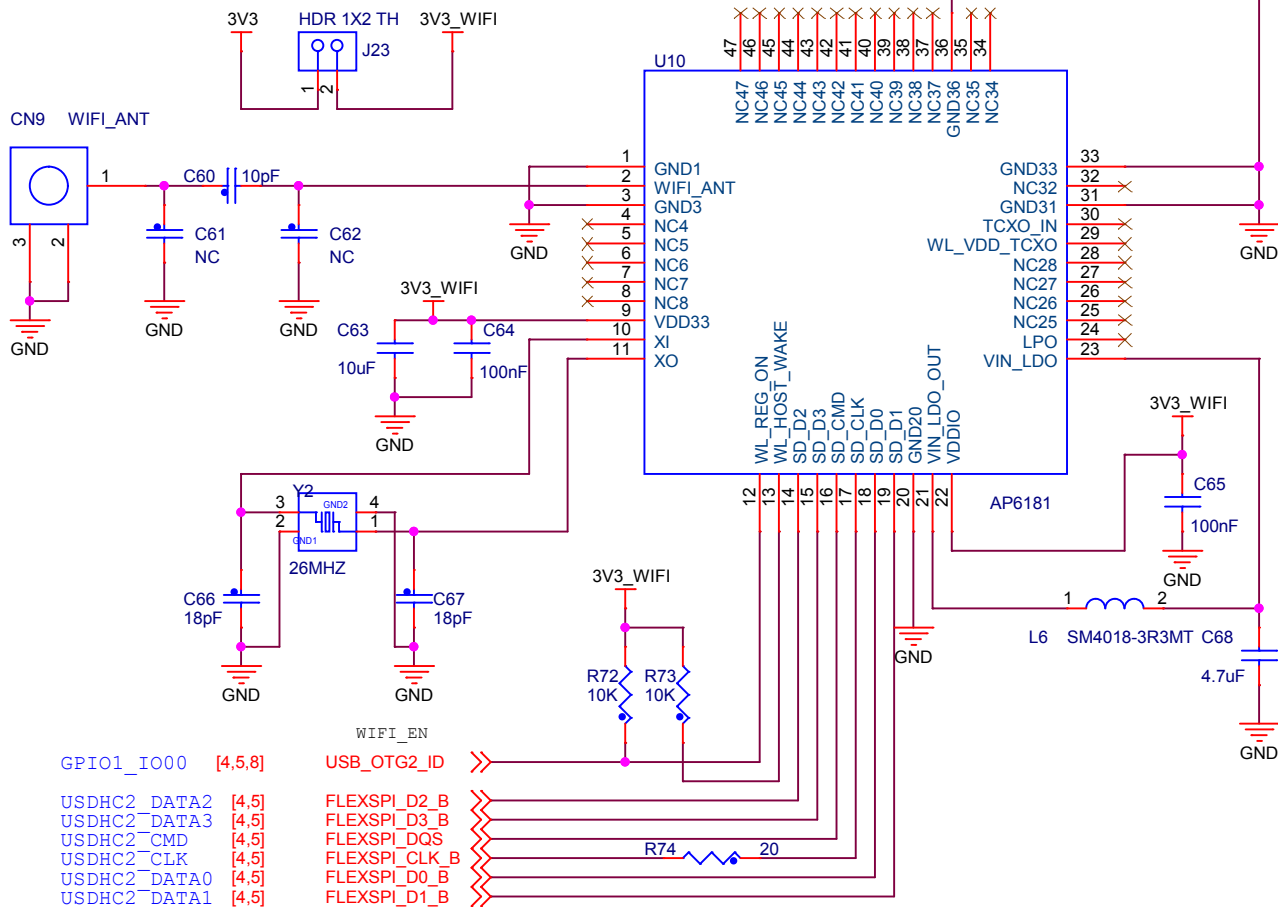 3V3
HDR 1X2 TH
3V3_WIFI
J23
1
2
CN9 WIFI_ANT
1
3
2
GND
C60 10pF
C61
NC
GND
C62
NC
GND
U10
47
46
45
44
43
42
41
40
39
38
37
36
35
34
NC47
NC46
NC45
NC44
NC43
NC42
NC41
NC40
NC39
NC38
NC37
GND36
NC35
NC34
1 GND1
2 WIFI_ANT
3 GND3
4 NC4
5 NC5
6 NC6
7 NC7
8 NC8
9 VDD33
10 XI
11 XO
GND
GND33 33
NC32 32
GND31 31
TCXO_IN 30
WL_VDD_TCXO 29
NC28 28
NC27 27
NC26 26
NC25 25
LPO 24
VIN_LDO 23
GND
WL_REG_ON
WL_HOST_WAKE
SD_D2
SD_D3
SD_CMD
SD_CLK
SD_D0
SD_D1
GND20
VIN_LDO_OUT
VDDIO
12
13
14
15
16
17
18
19
20
21
22
AP6181
3V3_WIFI
C63
10uF
C64
100nF
GND
3V3_WIFI
C65
100nF
GND
Y2
3
2
GND2
GND1
4
1
26MHZ
C66
18pF
GND
C67
18pF
GND
GND
1
2
L6 SM4018-3R3MT
C68
4.7uF
GND
3V3_WIFI
R72
10K
R73
10K
WIFI_EN
GPIO1_IO00 [4,5,8] USB_OTG2_ID
USDHC2_DATA2 [4,5] FLEXSPI_D2_B
USDHC2_DATA3 [4,5] FLEXSPI_D3_B
USDHC2_CMD [4,5] FLEXSPI_DQS
USDHC2_CLK [4,5] FLEXSPI_CLK_B
R74 20
USDHC2_DATA0 [4,5] FLEXSPI_D0_B
USDHC2_DATA1 [4,5] FLEXSPI_D1_B